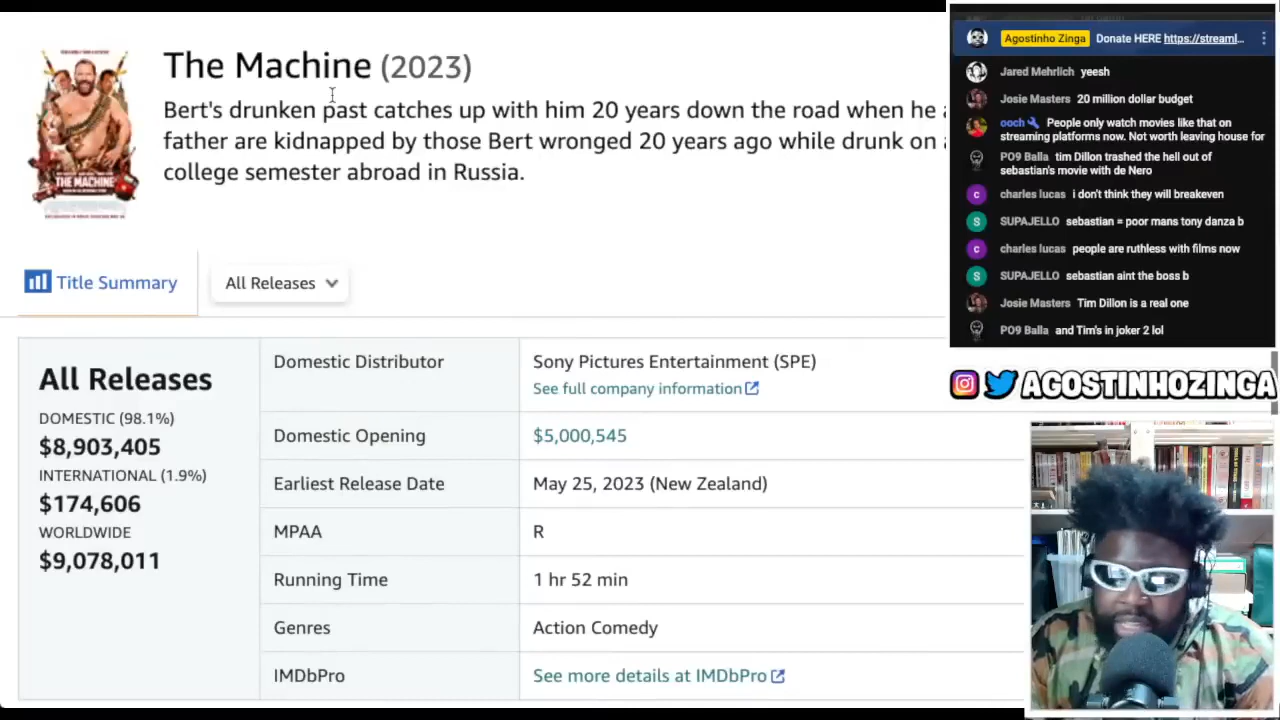 The Machine (2023)
Bert's drunken past catches up with him 20 years down the road when he
father are kidnapped by those Bert wronged 20 years ago while drunk on
college semester abroad in Russia.
THE MACHINE
Title Summary
All Releases
All Releases
DOMESTIC (98.1%)
$8,903,405
INTERNATIONAL (1.9%)
$174,606
WORLDWIDE
$9,078,011
Domestic Distributor
Sony Pictures Entertainment (SPE)
See full company information
Domestic Opening
$5,000,545
Earliest Release Date
May 25, 2023 (New Zealand)
MPAA
R
Running Time
1 hr 52 min
Genres
Action Comedy
IMDbPro
See more details at IMDbPro
Agostinho Zinga Donate HERE https://streaml...
Jared Mehrlich yeesh
Josie Masters 20 million dollar budget
ooch People only watch movies like that on
streaming platforms now. Not worth leaving house for
PO9 Balla tim Dillon trashed the hell out of
sebastian's movie with de Nero
charles lucas i don't think they will breakeven
SUPAJELLO sebastian = poor mans tony danza b
charles lucas people are ruthless with films now
SUPAJELLO sebastian aint the boss b
Josie Masters Tim Dillon is a real one
PO9 Balla and Tim's in joker 2 lol
AGOSTINHOZINGA